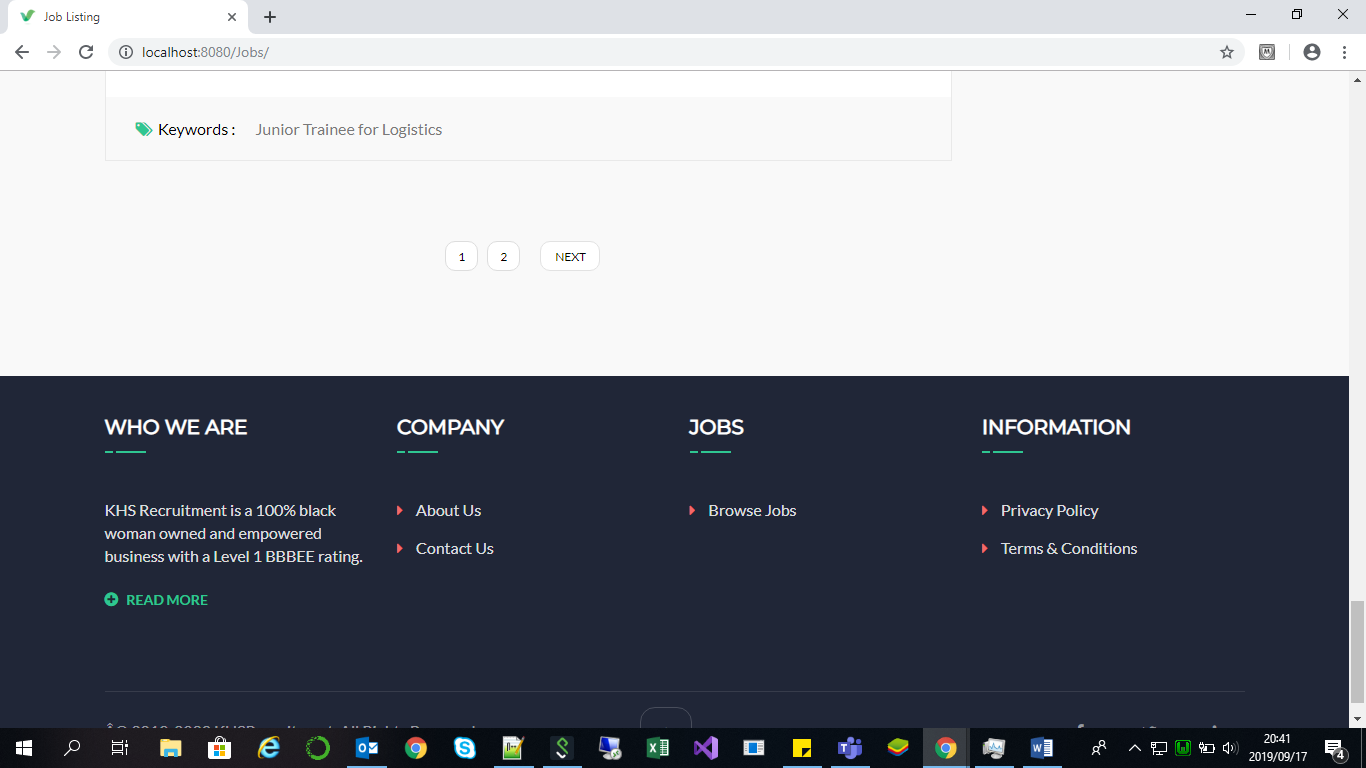 Job Listing
localhost:8080/Jobs/
Keywords : Junior Trainee for Logistics
1 2 NEXT
WHO WE ARE
KHS Recruitment is a 100% black
woman owned and empowered
business with a Level 1 BBBEE rating.
READ MORE
COMPANY
About Us
Contact Us
JOBS
Browse Jobs
INFORMATION
Privacy Policy
Terms & Conditions
20:41
2019/09/17
4